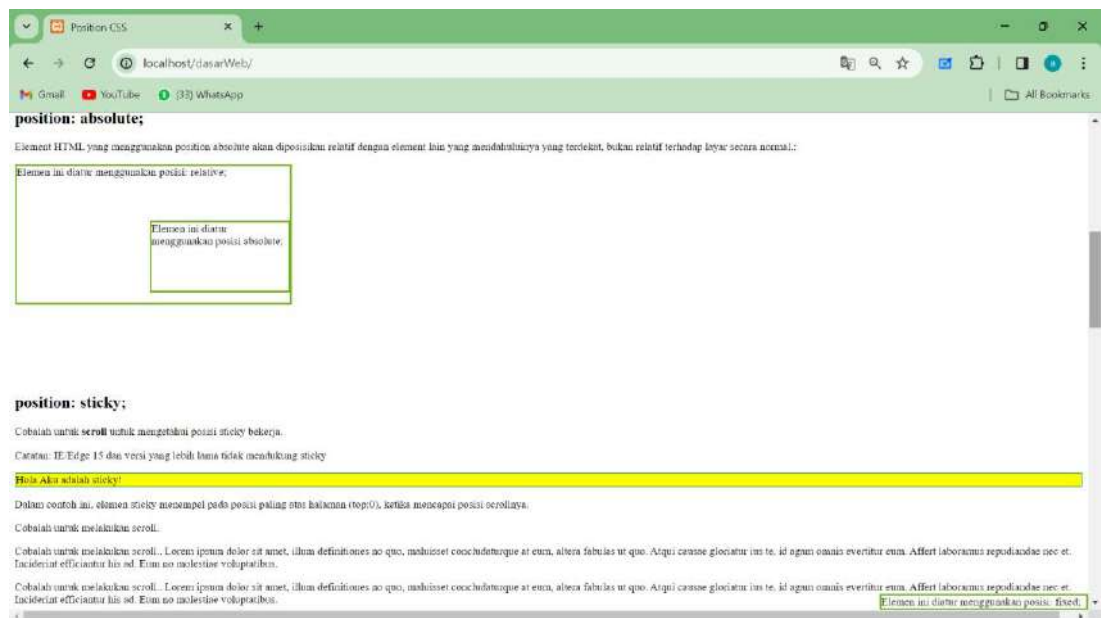 Position CSS
localhost/dasarWeb/
Gmail YouTube (33) WhatsApp All Bookmarks
position: absolute;
Element HTML yang menggunakan position absolute akan diposisikan relatif dengan element lain yang mendahuluinya yang terdekat, bukan relatif terhadap layar secara normal.:
Elemen ini diatur menggunakan posisi: relative;
Elemen ini diatur
menggunakan posisi absolute;
position: sticky;
Cobalah untuk scroll untuk mengetahui posisi sticky bekerja.
Catatan: IE/Edge 15 dan versi yang lebih lama tidak mendukung sticky
Hola Aku adalah sticky!
Dalam contoh ini, elemen sticky menempel pada posisi paling atas halaman (top:0), ketika mencapai posisi scrollnya.
Cobalah untuk melakukan scroll.
Cobalah untuk melakukan scroll.. Lorem ipsum dolor sit amet, illum definitiones no quo, maluisset concludaturque at eum, altera fabulas ut quo. Atqui causae gloriatur ius te, id agam omnis evertitur eum. Affert laboramus repudiandae nec et.
Inciderint efficiantur his ad. Eum no molestiae voluptatibus.
Cobalah untuk melakukan scroll.. Lorem ipsum dolor sit amet, illum definitiones no quo, maluisset concludaturque at eum, altera fabulas ut quo. Atqui causae gloriatur ius te, id agam omnis evertitur eum. Affert laboramus repudiandae nec et.
Inciderint efficiantur his ad. Eum no molestiae voluptatibus.
Elemen ini diatur menggunakan posisi: fixed;